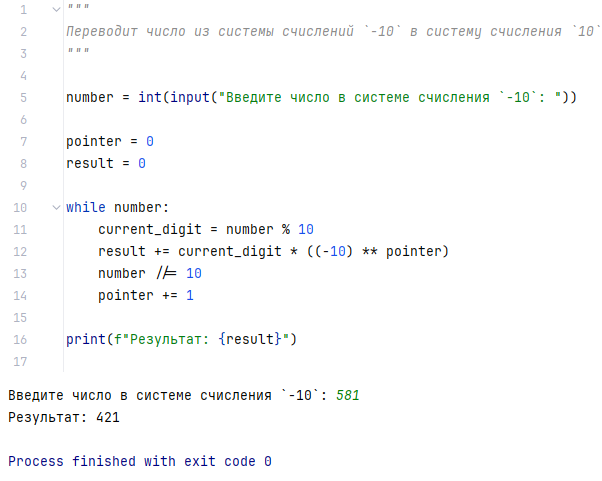 1 """
2 Переводит число из системы счислений `-10` в систему счисления `10`
3 """
4
5 number = int(input("Введите число в системе счисления `-10`: "))
6
7 pointer = 0
8 result = 0
9
10 while number:
11     current_digit = number % 10
12     result += current_digit * ((-10) ** pointer)
13     number //= 10
14     pointer += 1
15
16 print(f"Результат: {result}")
17
Введите число в системе счисления `-10`: 581
Результат: 421
Process finished with exit code 0